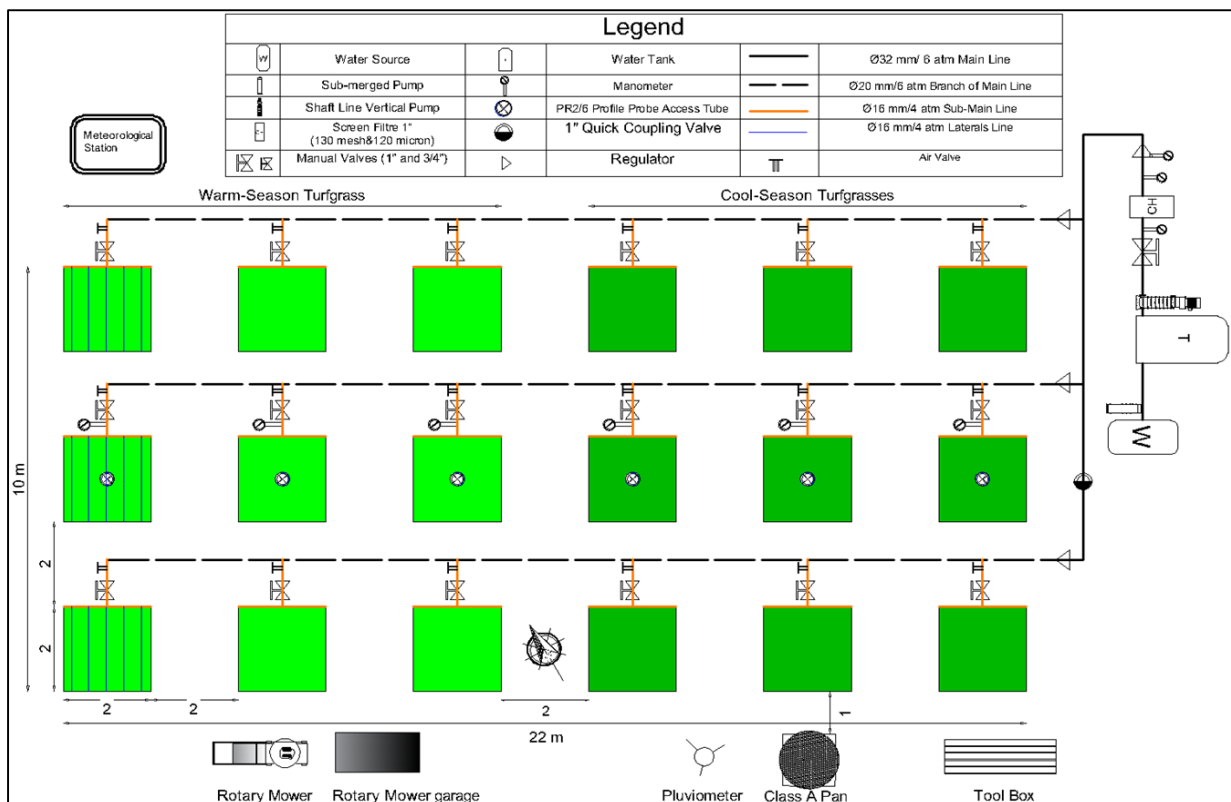 Legend
Water Source
Water Tank
Ø32 mm/ 6 atm Main Line
Sub-merged Pump
Manometer
Ø20 mm/6 atm Branch of Main Line
Shaft Line Vertical Pump
PR2/6 Profile Probe Access Tube
Ø16 mm/4 atm Sub-Main Line
Screen Filtre 1"
(130 mesh&120 micron)
1" Quick Coupling Valve
Ø16 mm/4 atm Laterals Line
Manual Valves (1" and 3/4")
Regulator
Air Valve
W
Meteorological
Station
Warm-Season Turfgrass
Cool-Season Turfgrasses
CH
T
W
10 m
2
2
2
2
2
1
22 m
Rotary Mower
Rotary Mower garage
Pluviometer
Class A Pan
Tool Box